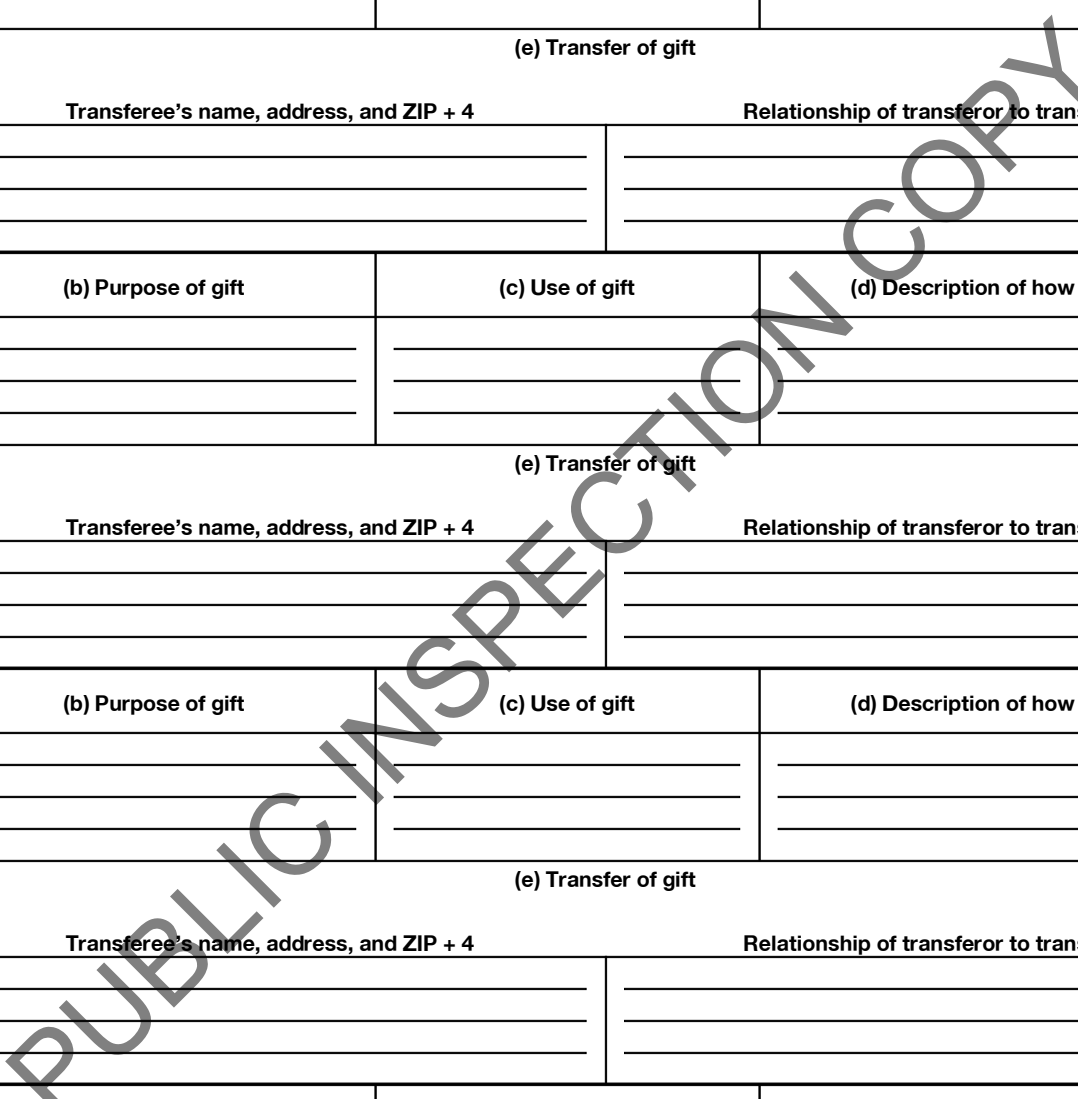 (e) Transfer of gift
Transferee's name, address, and ZIP + 4 Relationship of transferor to trans
(b) Purpose of gift (c) Use of gift (d) Description of how
(e) Transfer of gift
Transferee's name, address, and ZIP + 4 Relationship of transferor to trans
(b) Purpose of gift (c) Use of gift (d) Description of how
(e) Transfer of gift
Transferee's name, address, and ZIP + 4 Relationship of transferor to trans
PUBLIC INSPECTION COPY